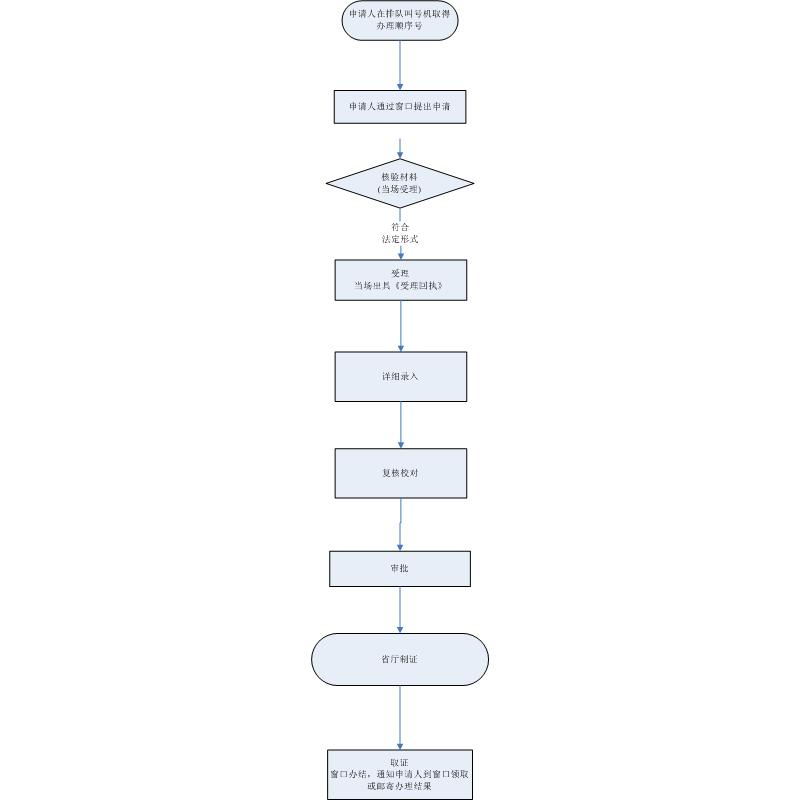 申请人在排队叫号机取得
办理顺序号
申请人通过窗口提出申请
核验材料
(当场受理)
符合
法定形式
受理
当场出具《受理回执》
详细录入
复核校对
审批
省厅制证
取证
窗口办结，通知申请人到窗口领取
或邮寄办理结果